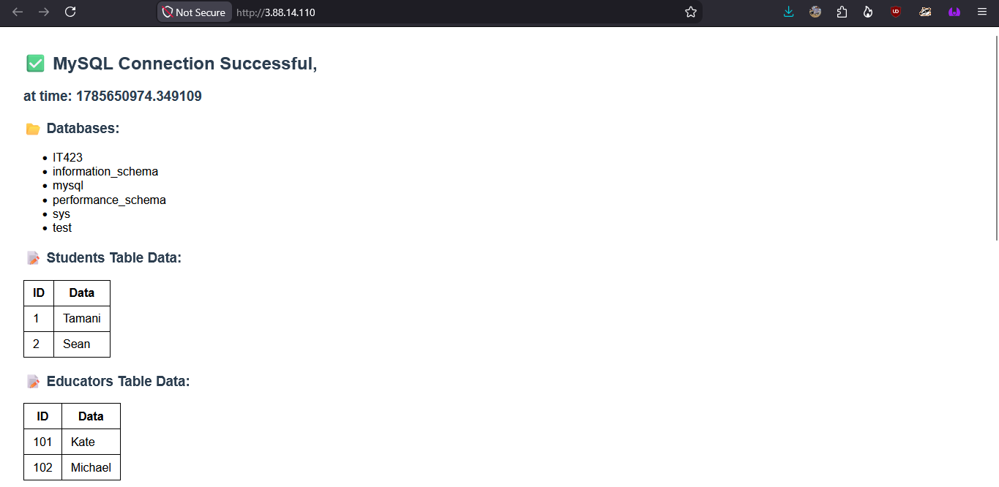 Not Secure http://3.88.14.110
MySQL Connection Successful,
at time: 1785650974.349109
Databases:
IT423
information_schema
mysql
performance_schema
sys
test
Students Table Data:
ID Data
1 Tamani
2 Sean
Educators Table Data:
ID Data
101 Kate
102 Michael